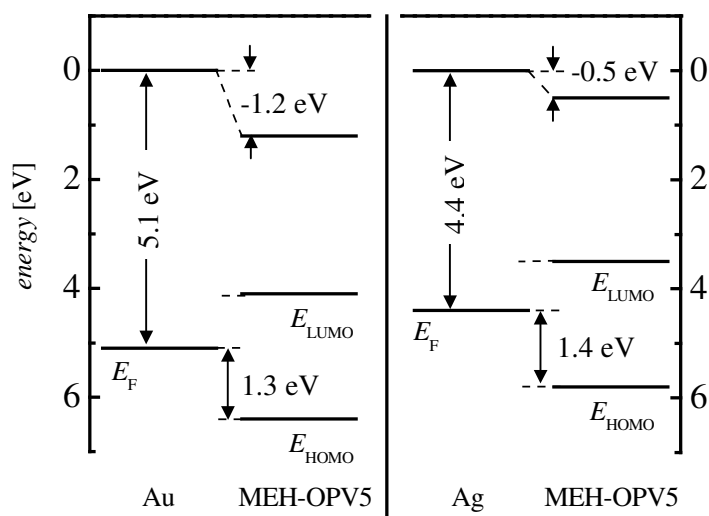 0
2
4
6
energy [eV]
5.1 eV
-1.2 eV
E_LUMO
E_F
1.3 eV
E_HOMO
Au
MEH-OPV5
4.4 eV
-0.5 eV
E_LUMO
E_F
1.4 eV
E_HOMO
Ag
MEH-OPV5
0
2
4
6